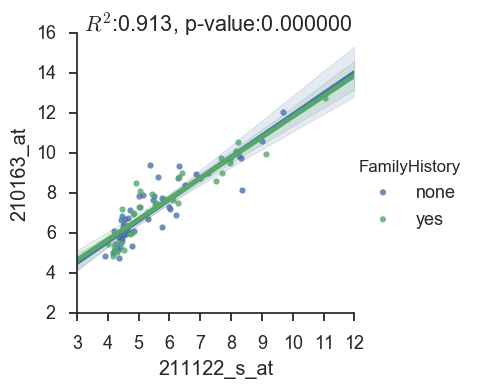 R²:0.913, p-value:0.000000
16
14
12
10
8
6
4
2
210163_at
3 4 5 6 7 8 9 10 11 12
211122_s_at
FamilyHistory
none
yes